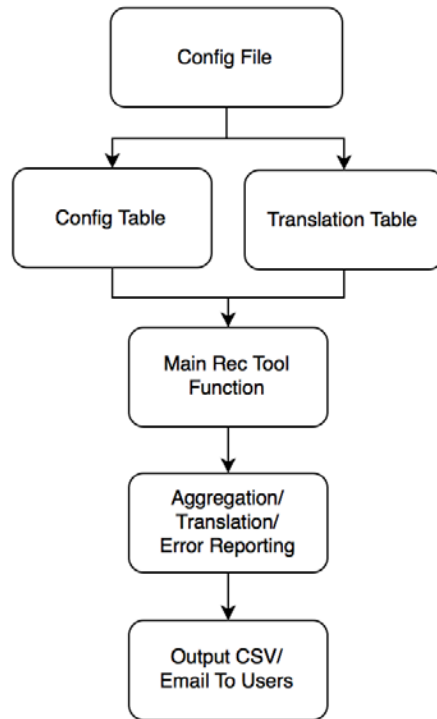 Config File
Config Table
Translation Table
Main Rec Tool
Function
Aggregation/
Translation/
Error Reporting
Output CSV/
Email To Users